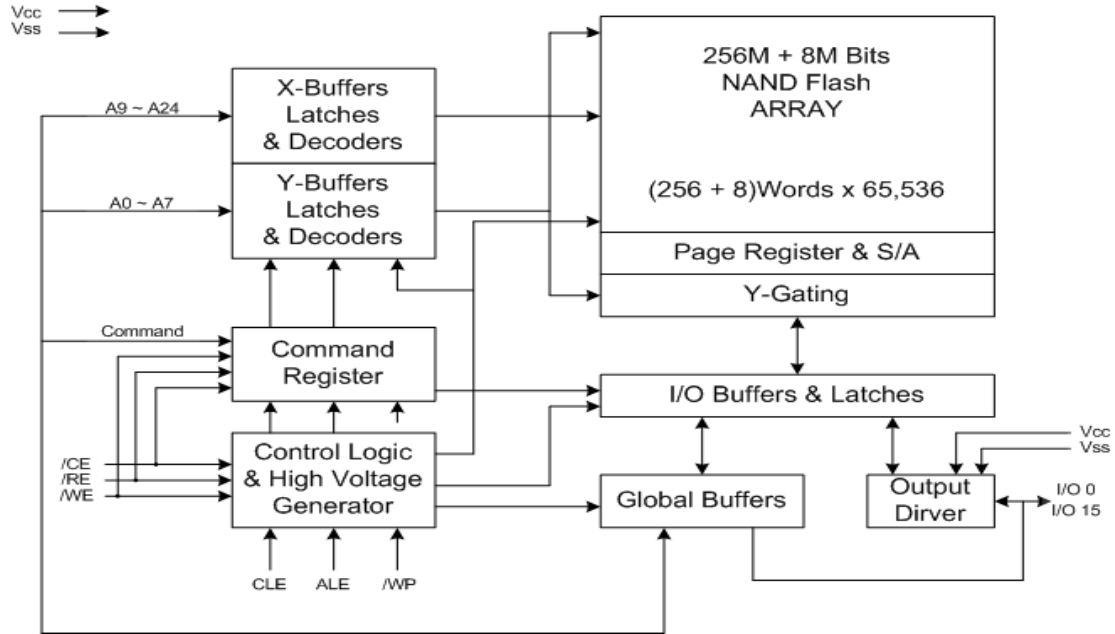 Vcc
Vss
X-Buffers
Latches
& Decoders
A9 ~ A24
Y-Buffers
Latches
& Decoders
A0 ~ A7
256M + 8M Bits
NAND Flash
ARRAY
(256 + 8)Words x 65,536
Page Register & S/A
Y-Gating
Command
Command
Register
I/O Buffers & Latches
/CE
/RE
/WE
Control Logic
& High Voltage
Generator
Global Buffers
Output
Dirver
Vcc
Vss
I/O 0
I/O 15
CLE
ALE
/WP